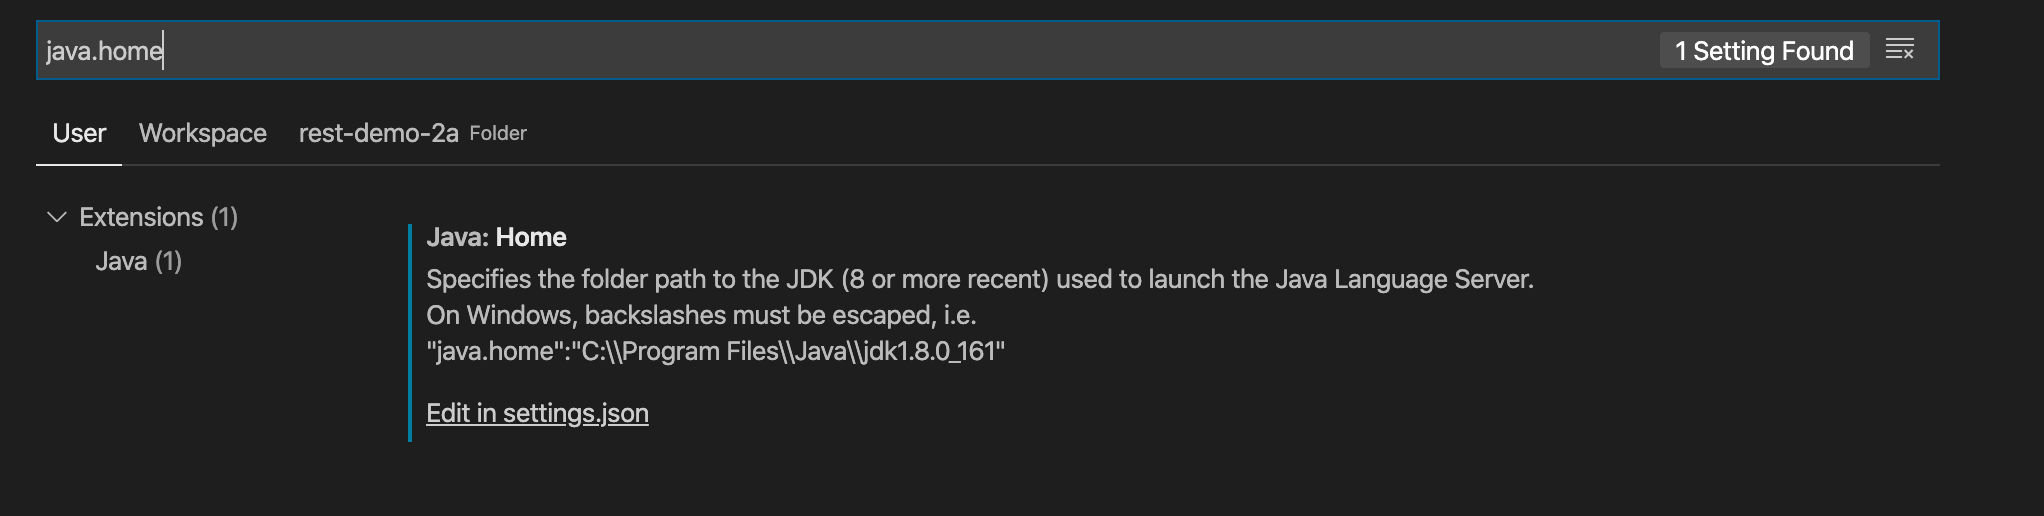 java.home
1 Setting Found
User Workspace rest-demo-2a Folder
Extensions (1)
Java (1)
Java: Home
Specifies the folder path to the JDK (8 or more recent) used to launch the Java Language Server.
On Windows, backslashes must be escaped, i.e.
"java.home":"C:\\Program Files\\Java\\jdk1.8.0_161"
Edit in settings.json